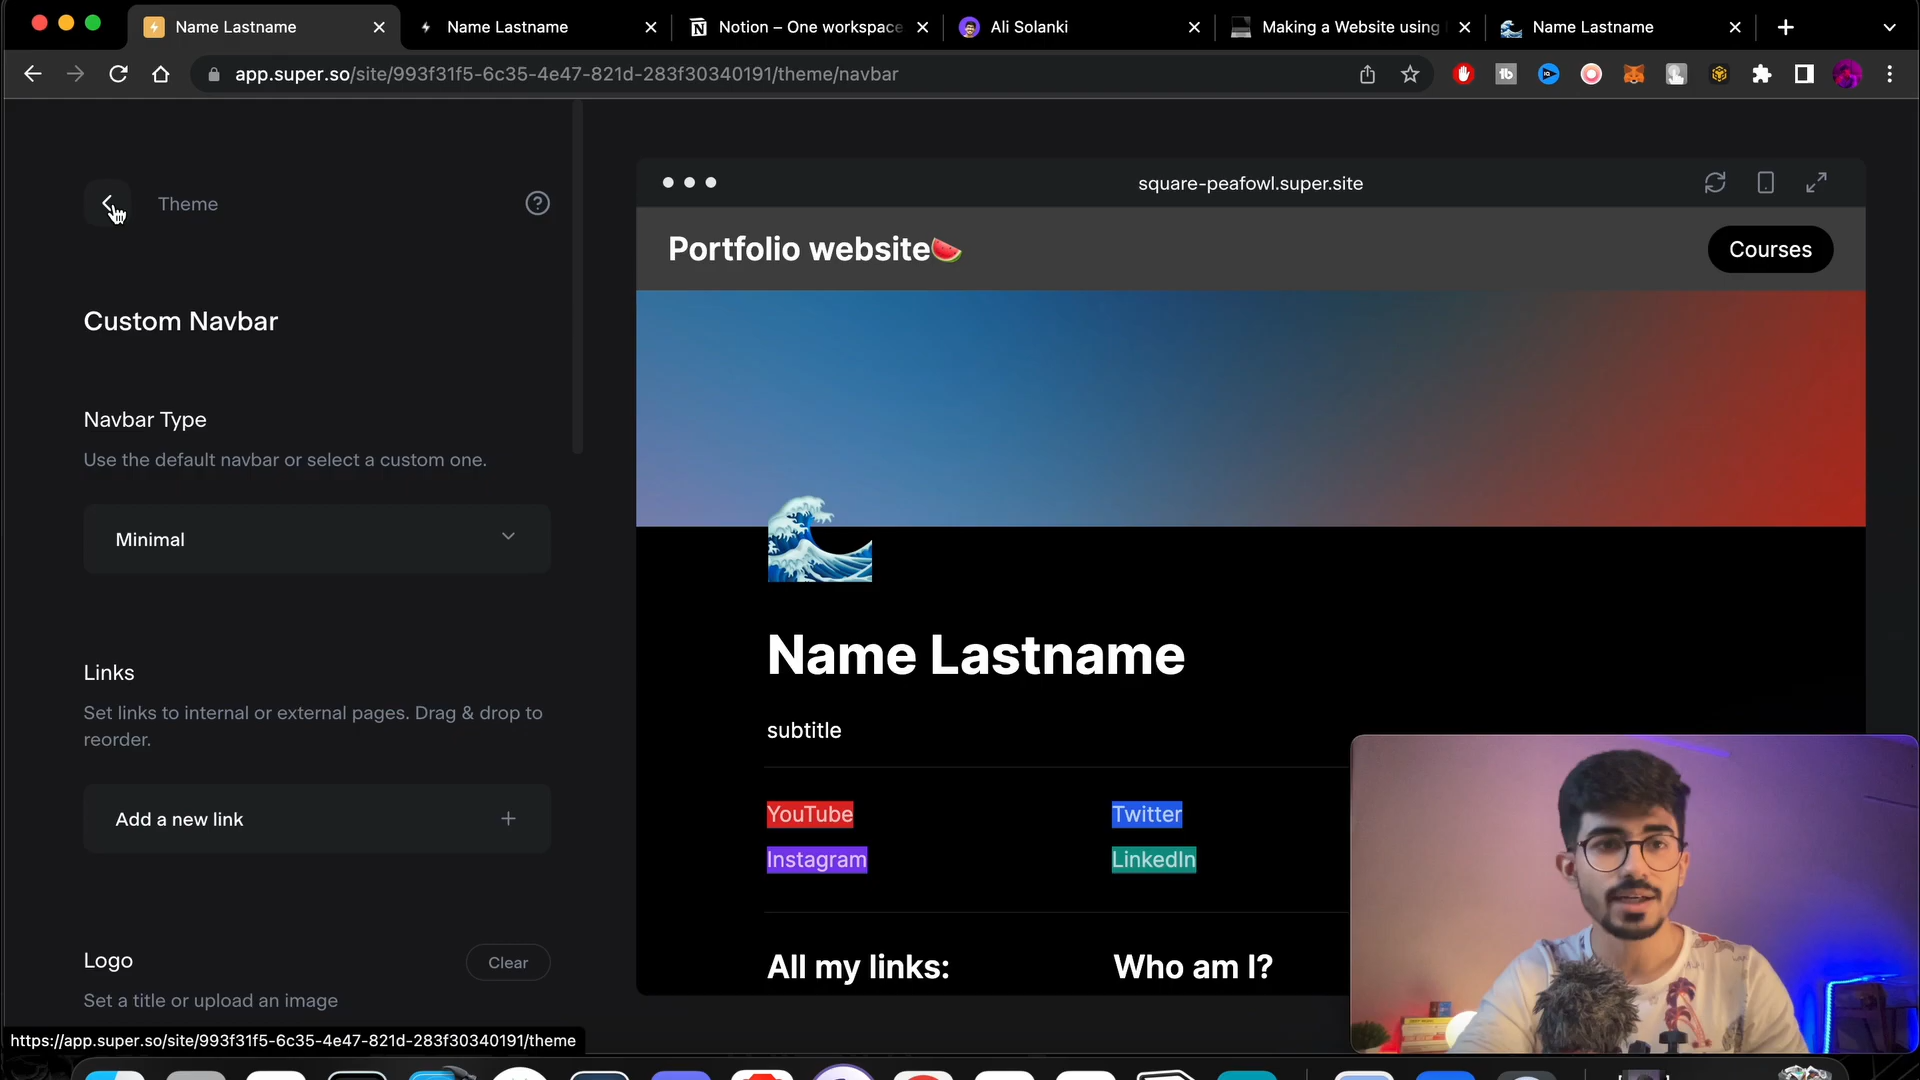 Name Lastname
Name Lastname
Notion – One workspace
Ali Solanki
Making a Website using
Name Lastname
app.super.so/site/993f31f5-6c35-4e47-821d-283f30340191/theme/navbar
Theme
square-peafowl.super.site
Portfolio website🍉
Courses
Custom Navbar
Navbar Type
Use the default navbar or select a custom one.
Minimal
Links
Set links to internal or external pages. Drag & drop to
reorder.
Add a new link
Logo
Clear
Set a title or upload an image
Name Lastname
subtitle
YouTube
Twitter
Instagram
LinkedIn
All my links:
Who am I?
https://app.super.so/site/993f31f5-6c35-4e47-821d-283f30340191/theme